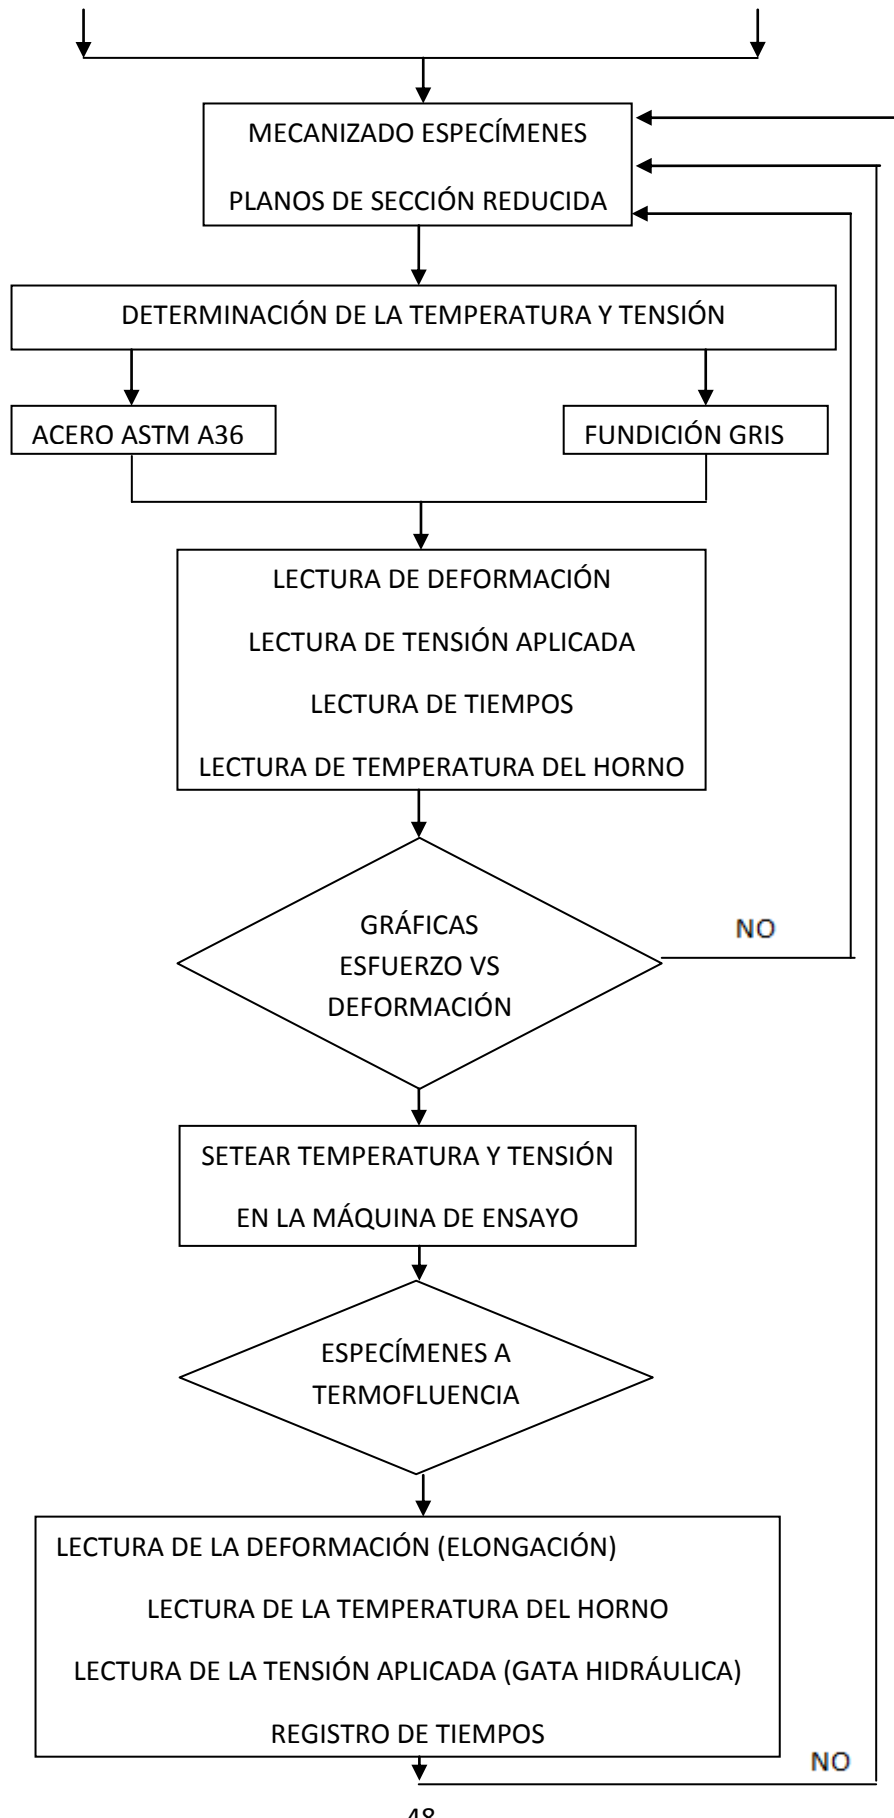 MECANIZADO ESPECÍMENES
PLANOS DE SECCIÓN REDUCIDA
DETERMINACIÓN DE LA TEMPERATURA Y TENSIÓN
ACERO ASTM A36
FUNDICIÓN GRIS
LECTURA DE DEFORMACIÓN
LECTURA DE TENSIÓN APLICADA
LECTURA DE TIEMPOS
LECTURA DE TEMPERATURA DEL HORNO
GRÁFICAS
ESFUERZO VS
DEFORMACIÓN
NO
SETEAR TEMPERATURA Y TENSIÓN
EN LA MÁQUINA DE ENSAYO
ESPECÍMENES A
TERMOFLUENCIA
LECTURA DE LA DEFORMACIÓN (ELONGACIÓN)
LECTURA DE LA TEMPERATURA DEL HORNO
LECTURA DE LA TENSIÓN APLICADA (GATA HIDRÁULICA)
REGISTRO DE TIEMPOS
NO
48